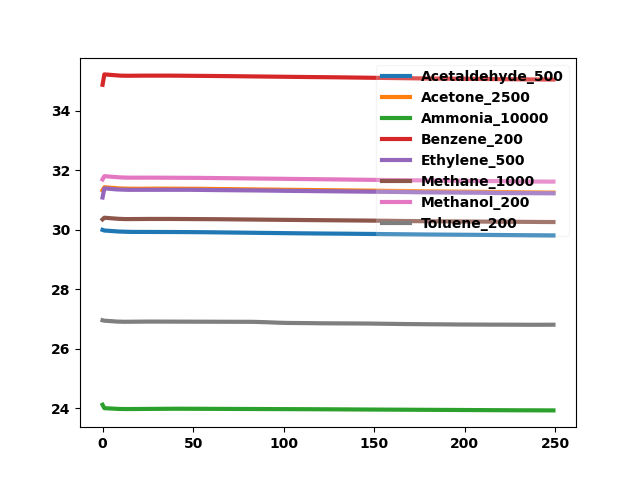 Acetaldehyde_500
Acetone_2500
Ammonia_10000
Benzene_200
Ethylene_500
Methane_1000
Methanol_200
Toluene_200
34
32
30
28
26
24
0 50 100 150 200 250